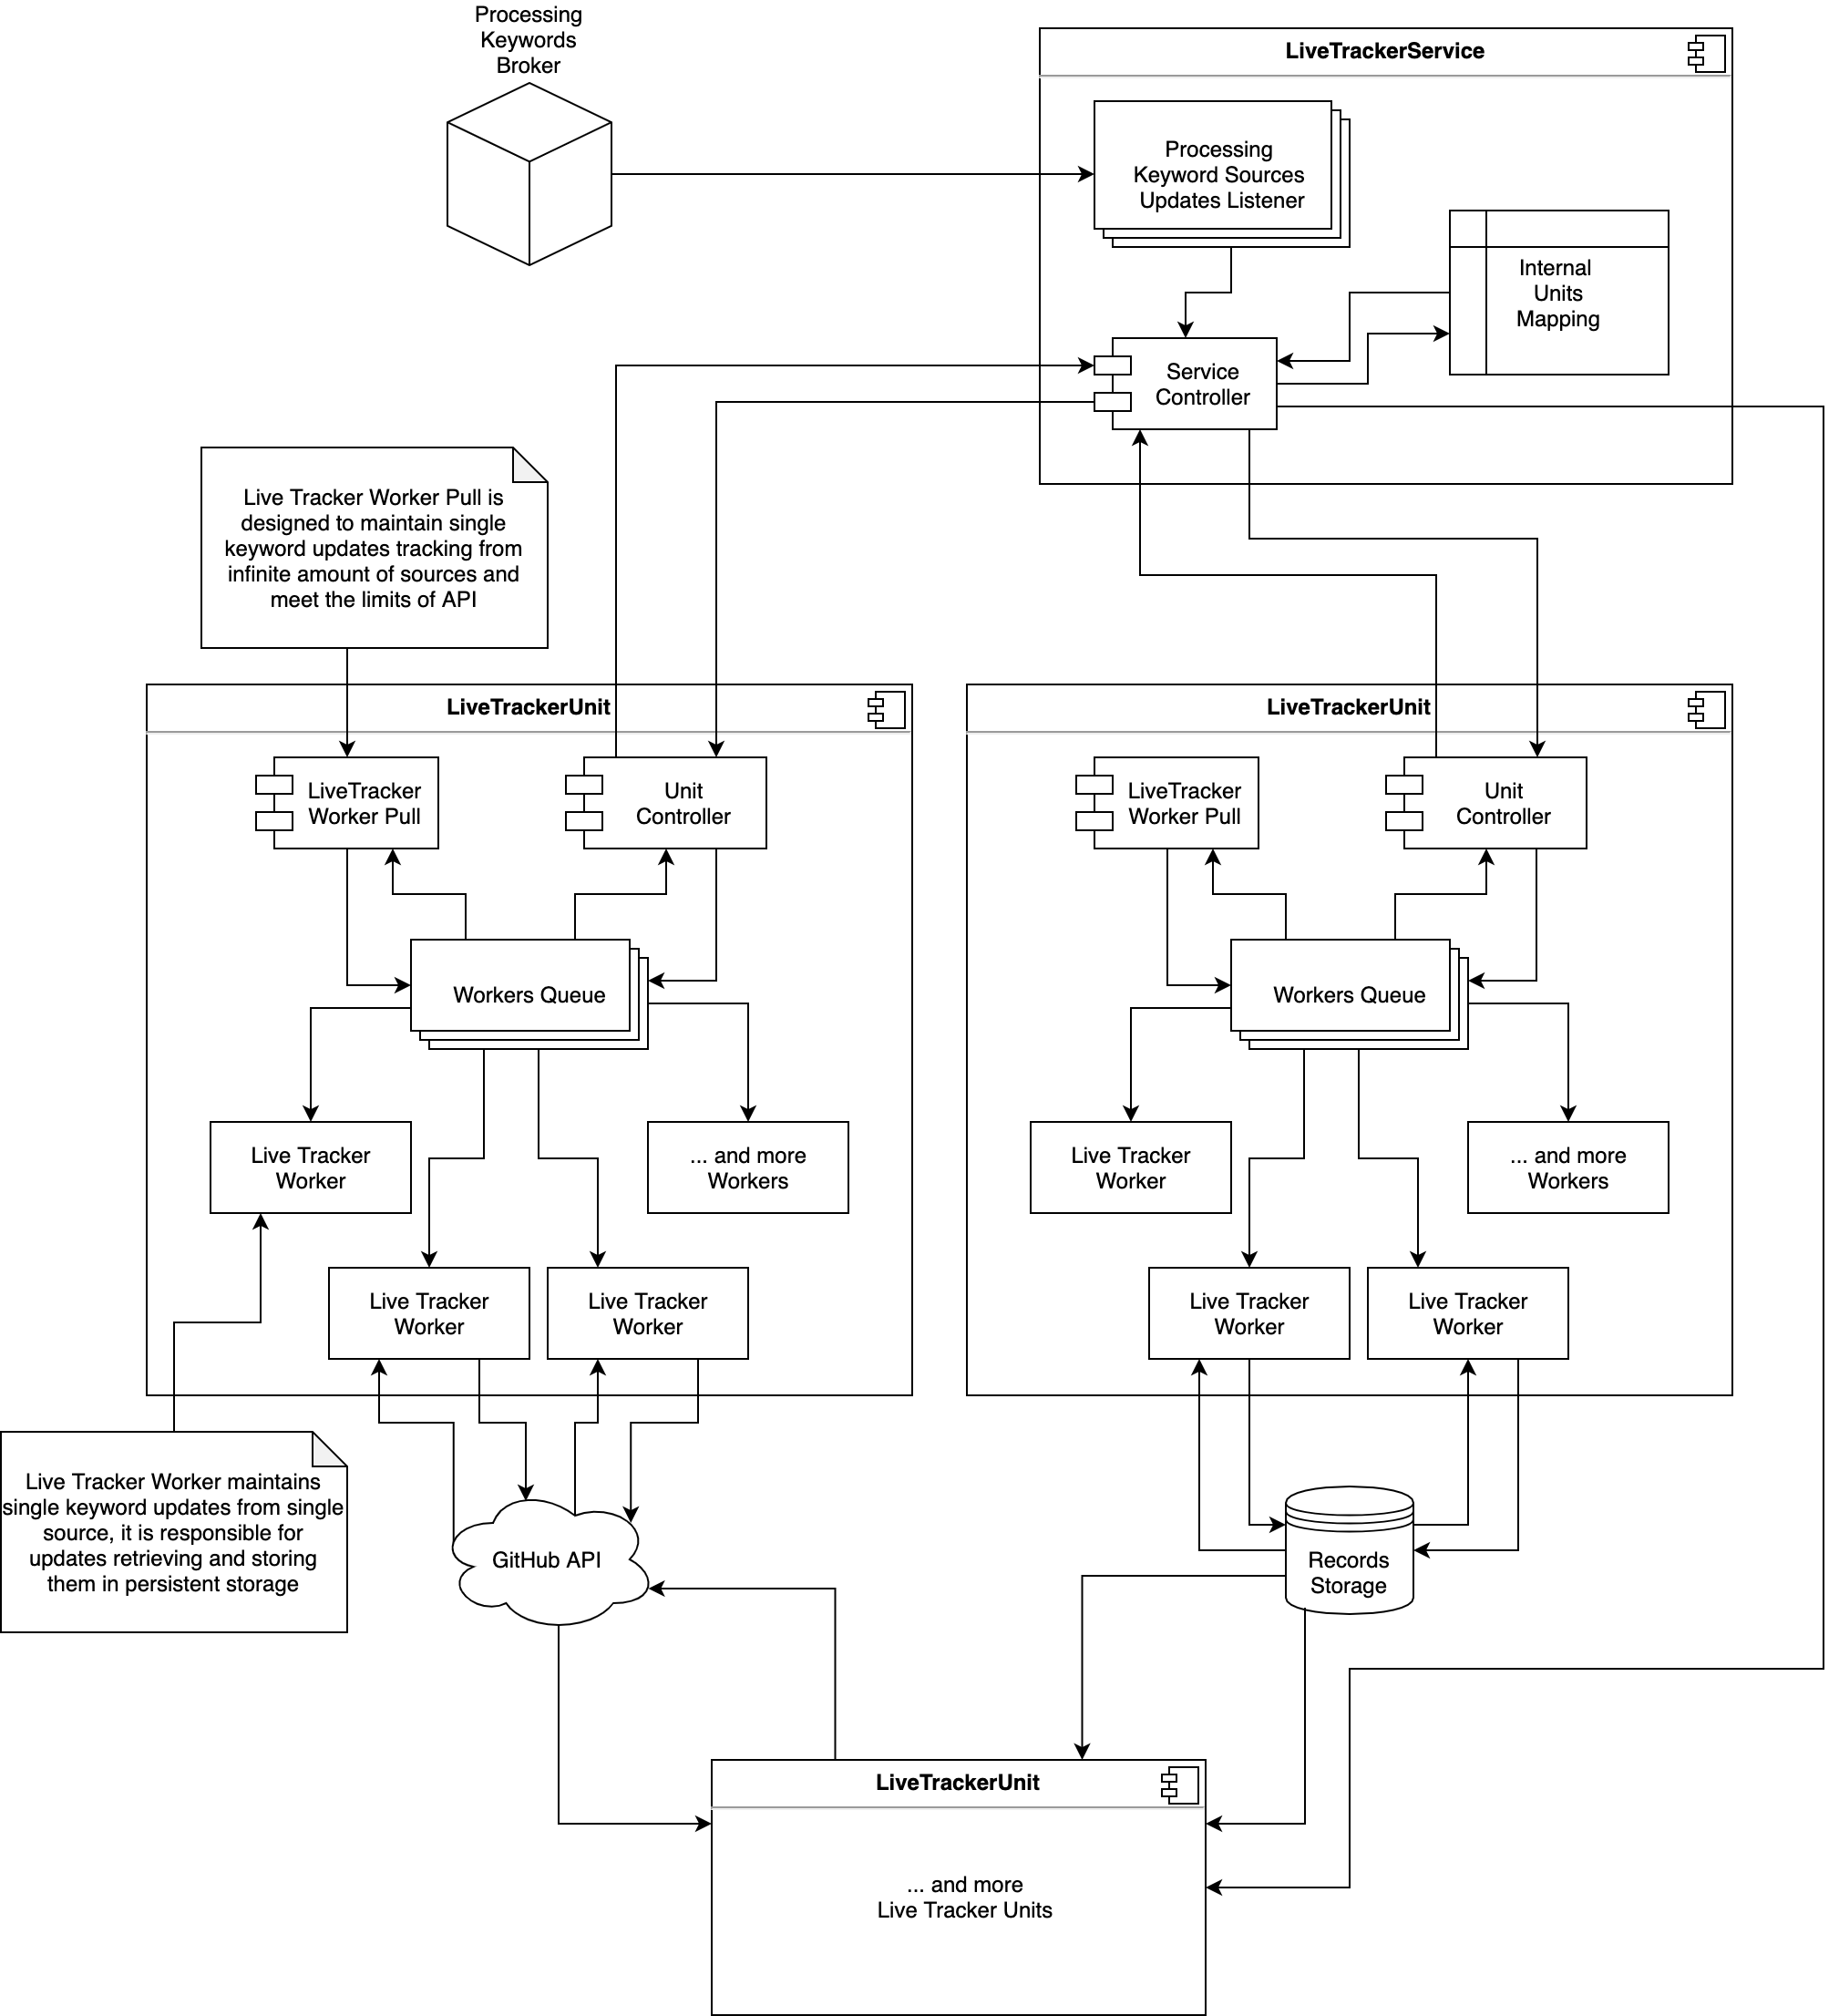 Processing
Keywords
Broker
LiveTrackerService
Processing
Keyword Sources
Updates Listener
Internal
Units
Mapping
Service
Controller
Live Tracker Worker Pull is
designed to maintain single
keyword updates tracking from
infinite amount of sources and
meet the limits of API
LiveTrackerUnit
LiveTracker
Worker Pull
Unit
Controller
Workers Queue
Live Tracker
Worker
... and more
Workers
Live Tracker
Worker
Live Tracker
Worker
LiveTrackerUnit
LiveTracker
Worker Pull
Unit
Controller
Workers Queue
Live Tracker
Worker
... and more
Workers
Live Tracker
Worker
Live Tracker
Worker
Live Tracker Worker maintains
single keyword updates from single
source, it is responsible for
updates retrieving and storing
them in persistent storage
GitHub API
Records
Storage
LiveTrackerUnit
... and more
Live Tracker Units